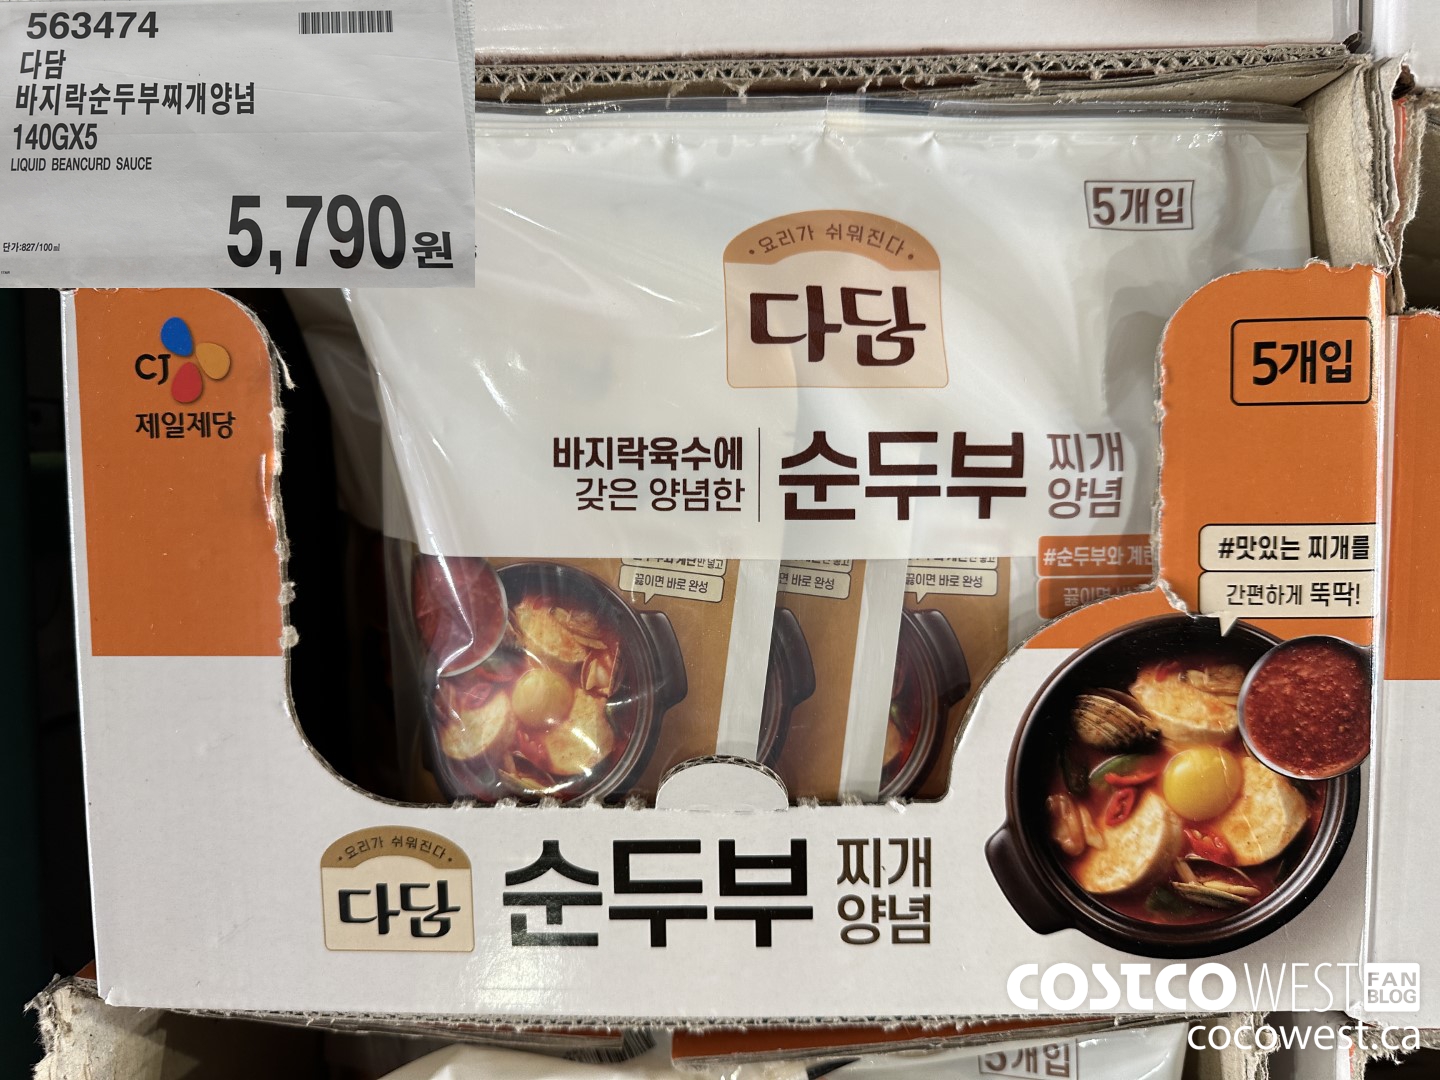 563474
다담
바지락순두부찌개양념
140GX5
LIQUID BEANCURD SAUCE
5,790원
단가:827/100㎖
5개입
요리가 쉬워진다
다담
바지락육수에
갖은 양념한
순두부
찌개
양념
#순두부와 계란
끓이면
끓이면 바로 완성
면 바로 완성
끓이면 바로 완성
CJ
제일제당
5개입
#맛있는 찌개를
간편하게 뚝딱!
요리가 쉬워진다
다담
순두부
찌개
양념
COSTCO WEST FAN BLOG
cocowest.ca
5개입